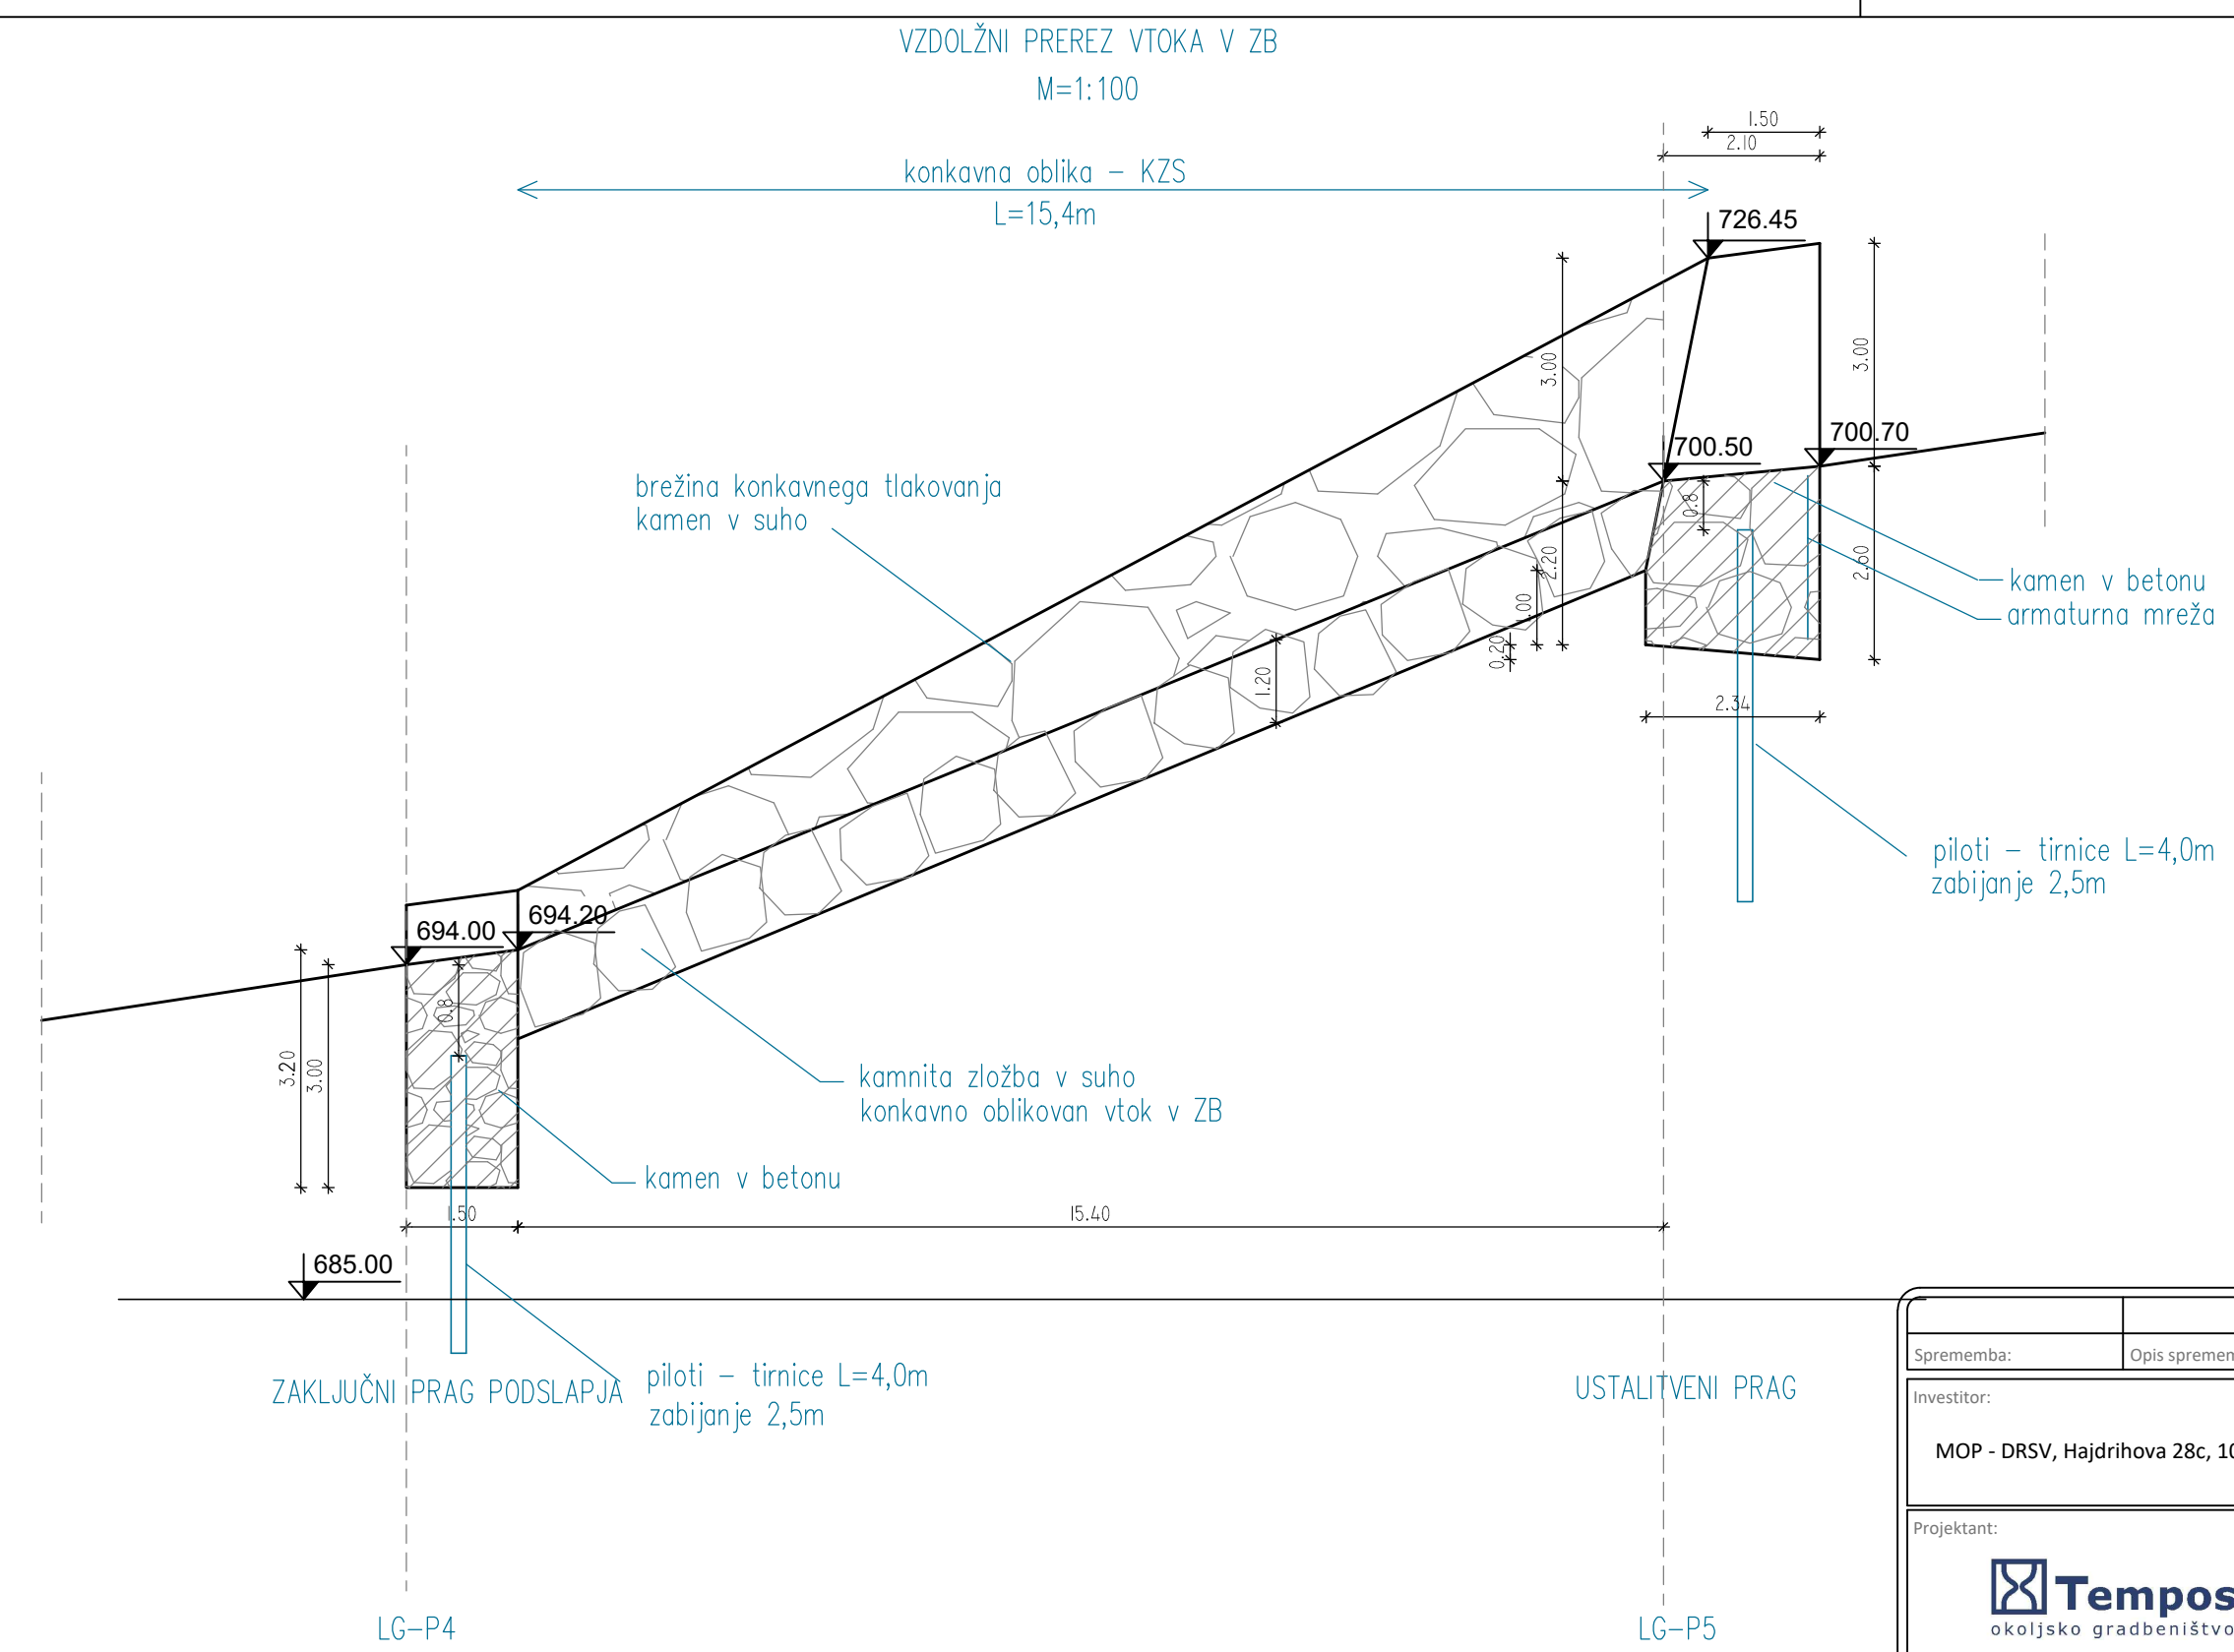 VZDOLŽNI PREREZ VTOKA V ZB
M=1:100
1.50
2.10
konkavna oblika – KZS
L=15,4m
726.45
3.00
3.00
700.50
700.70
brežina konkavnega tlakovanja
kamen v suho
0.8
2.20
2.60
1.00
0.20
1.20
kamen v betonu
armaturna mreža
2.34
piloti – tirnice L=4,0m
zabijanje 2,5m
694.00
694.20
0.8
3.20
3.00
kamnita zložba v suho
konkavno oblikovan vtok v ZB
kamen v betonu
1.50
15.40
685.00
ZAKLJUČNI PRAG PODSLAPJA
piloti – tirnice L=4,0m
zabijanje 2,5m
USTALITVENI PRAG
LG–P4
LG–P5
Sprememba:
Opis spremem
Investitor:
MOP - DRSV, Hajdrihova 28c, 10
Projektant:
Tempos
okoljsko gradbeništvo